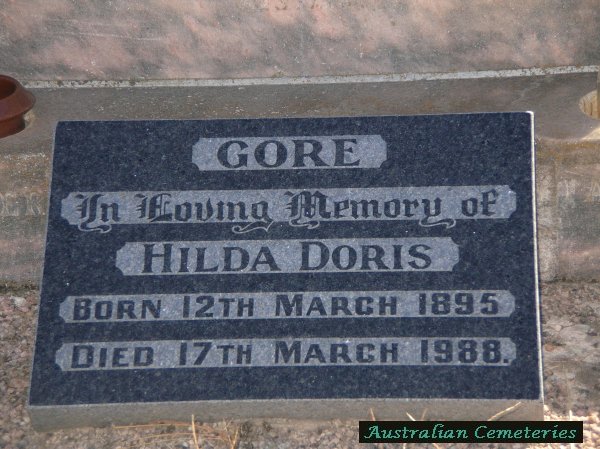 GORE
In Loving Memory of
HILDA DORIS
BORN 12TH MARCH 1895
DIED 17TH MARCH 1988.
Australian Cemeteries